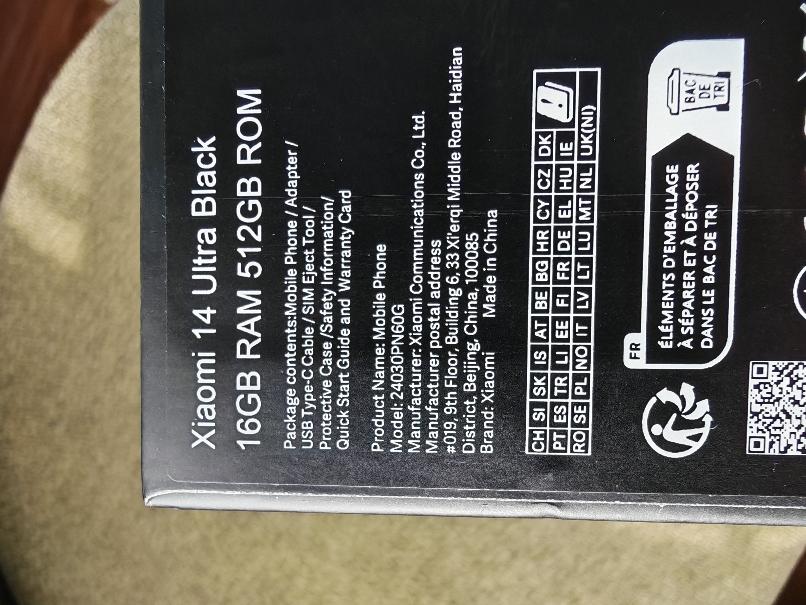 Xiaomi 14 Ultra Black
16GB RAM 512GB ROM
Package contents:Mobile Phone / Adapter /
USB Type-C Cable / SIM Eject Tool /
Protective Case /Safety Information/
Quick Start Guide and Warranty Card
Product Name: Mobile Phone
Model: 24030PN60G
Manufacturer: Xiaomi Communications Co., Ltd.
Manufacturer postal address
#019, 9th Floor, Building 6, 33 Xi'erqi Middle Road, Haidian
District, Beijing, China, 100085
Brand: Xiaomi Made in China
CH SI SK IS AT BE BG HR CY CZ DK
PT ES TR LI EE FI FR DE EL HU IE
RO SE PL NO IT LV LT LU MT NL UK(NI)
FR
ÉLÉMENTS D'EMBALLAGE
À SÉPARER ET À DÉPOSER
DANS LE BAC DE TRI
BAC
DE
TRI